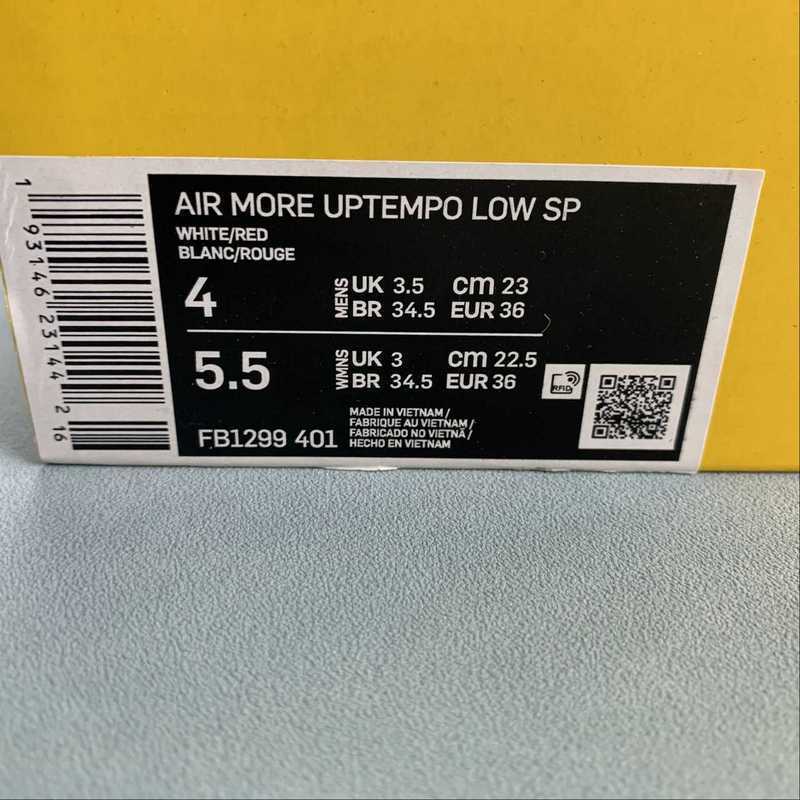 AIR MORE UPTEMPO LOW SP
WHITE/RED
BLANC/ROUGE
4
MENS
UK 3.5 cm 23
BR 34.5 EUR 36
5.5
WMNS
UK 3 cm 22.5
BR 34.5 EUR 36
FB1299 401
MADE IN VIETNAM /
FABRIQUE AU VIETNAM /
FABRICADO NO VIETNÃ /
HECHO EN VIETNAM
RFID
1 93146 23144 2 16